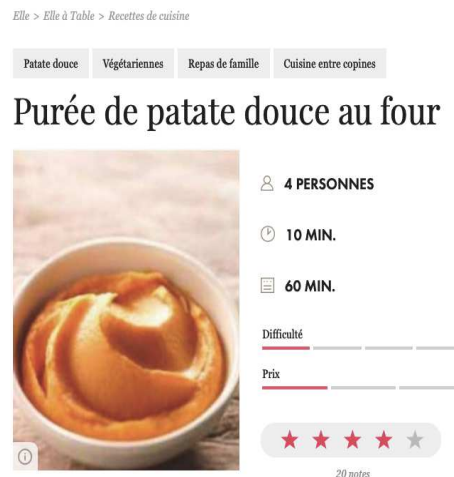 Elle > Elle à Table > Recettes de cuisine
Patate douce Végétariennes Repas de famille Cuisine entre copines
Purée de patate douce au four
4 PERSONNES
10 MIN.
60 MIN.
Difficulté
Prix
20 notes